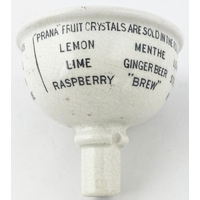 "PRANA" FRUIT CRYSTALS ARE SOLD IN THE
LEMON MENTHE
LIME GINGER BEER
RASPBERRY "BREW"